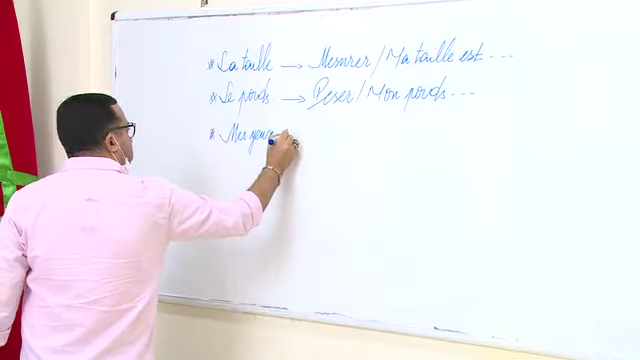 * La taille → Mesurer / Ma taille est ...
* Le poids → Peser / Mon poids ...
* Mes yeux